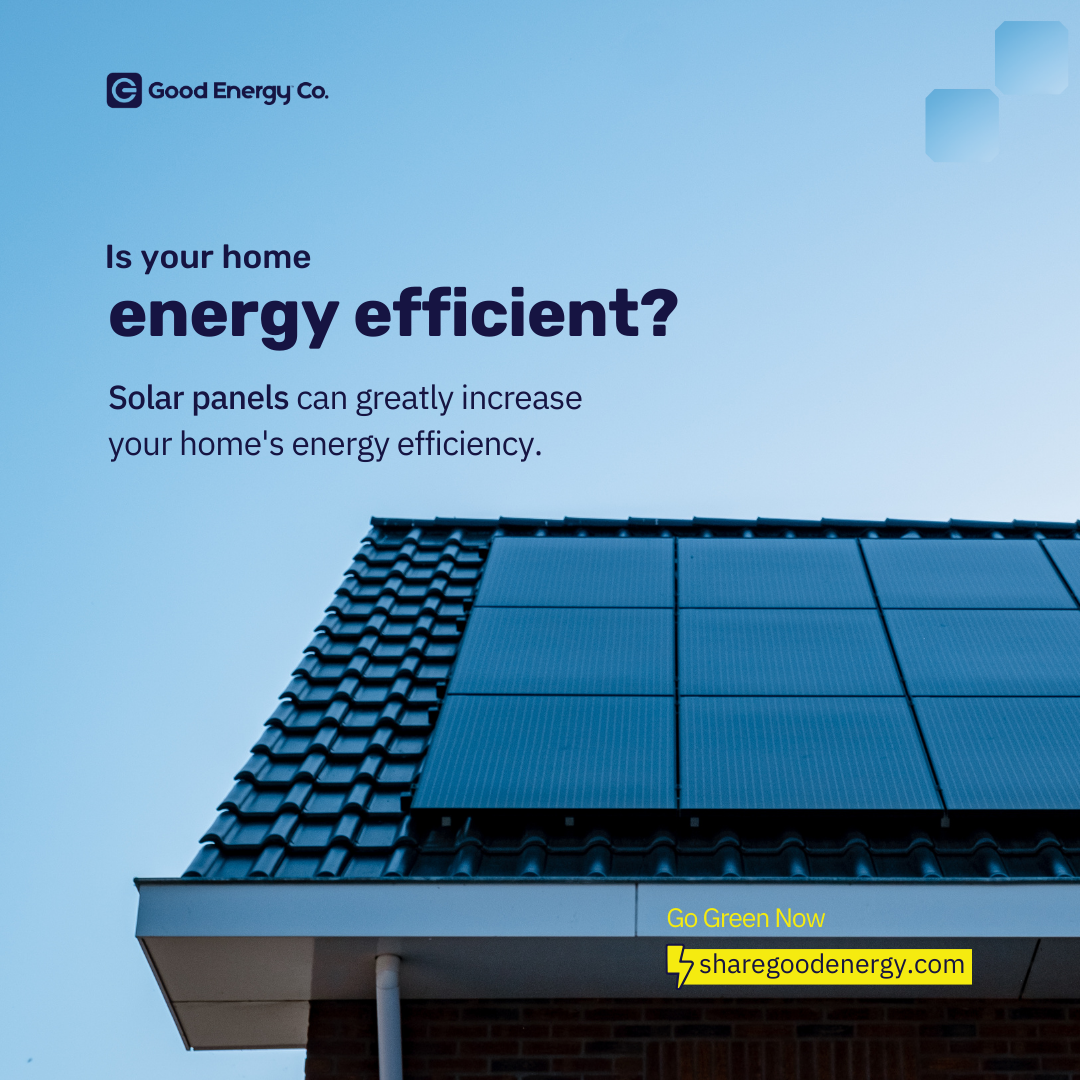 Good Energy Co.
Is your home
energy efficient?
Solar panels can greatly increase
your home's energy efficiency.
Go Green Now
sharegoodenergy.com